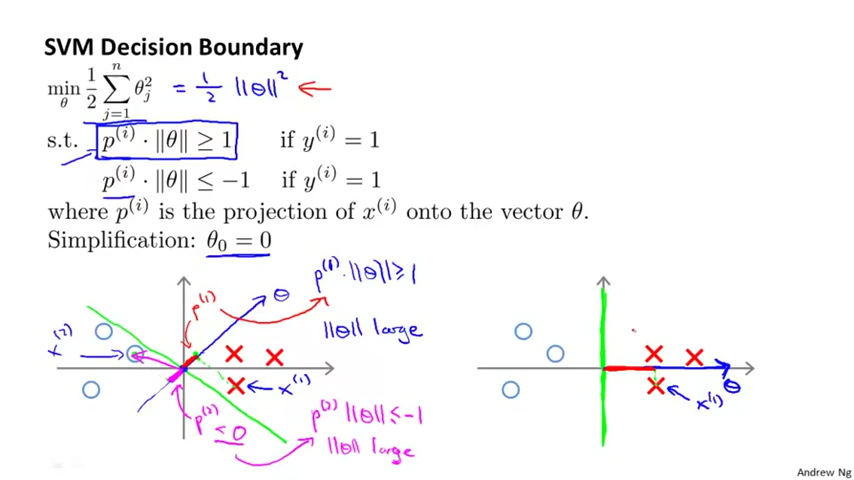 SVM Decision Boundary
min θ 1/2 ∑ j=1 n θ_j^2 = 1/2 ||θ||^2 ←
s.t. p^(i) · ||θ|| ≥ 1 if y^(i) = 1
p^(i) · ||θ|| ≤ −1 if y^(i) = 1
where p^(i) is the projection of x^(i) onto the vector θ.
Simplification: θ_0 = 0
p^(1) · ||θ|| ≥ 1
θ
p^(1)
||θ|| large
x^(2)
x^(1)
p^(2) ||θ|| ≤ −1
p^(2) < 0
||θ|| large
θ
x^(1)
Andrew Ng